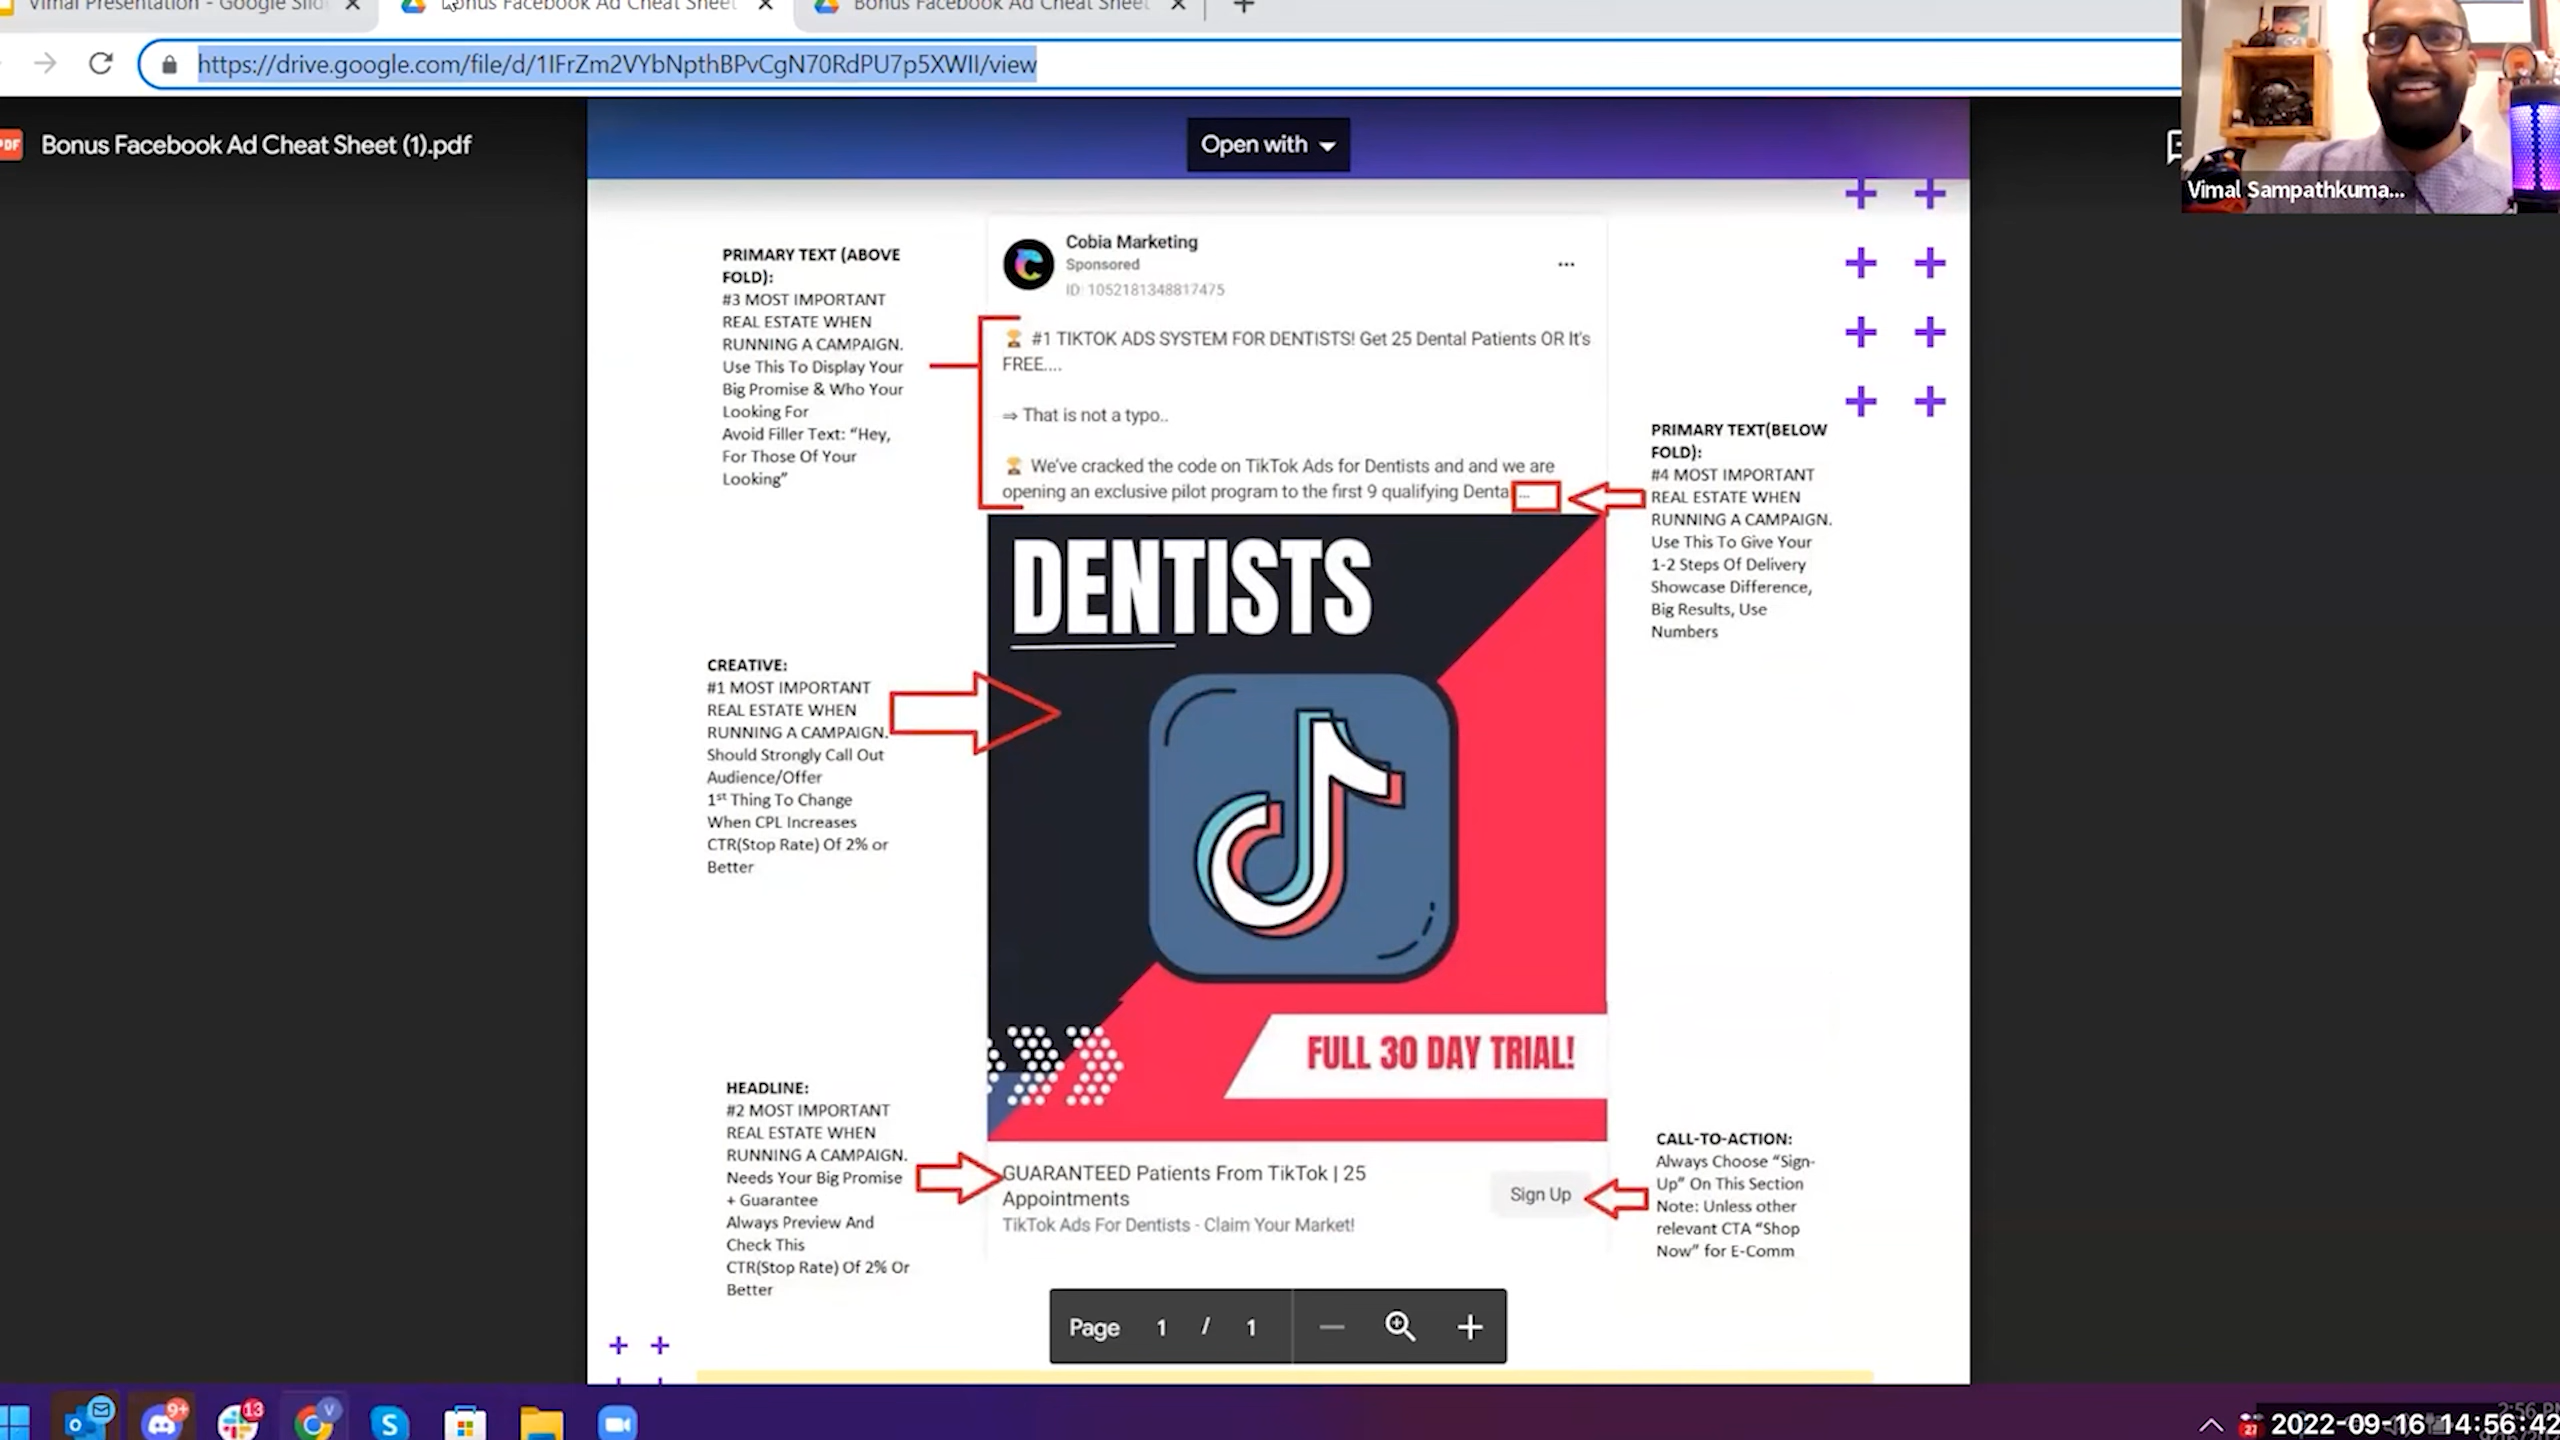 Vimal Presentation - Google Slid
Bonus Facebook Ad Cheat Sheet
Bonus Facebook Ad Cheat Sheet
https://drive.google.com/file/d/1IFrZm2VYbNpthBPvCgN70RdPU7p5XWII/view
PDF
Bonus Facebook Ad Cheat Sheet (1).pdf
Open with
Vimal Sampathkuma...
PRIMARY TEXT (ABOVE
FOLD):
#3 MOST IMPORTANT
REAL ESTATE WHEN
RUNNING A CAMPAIGN.
Use This To Display Your
Big Promise & Who Your
Looking For
Avoid Filler Text: “Hey,
For Those Of Your
Looking”
Cobia Marketing
Sponsored
ID: 1052181348817475
🏆 #1 TIKTOK ADS SYSTEM FOR DENTISTS! Get 25 Dental Patients OR It's
FREE....
⇒ That is not a typo..
🏆 We've cracked the code on TikTok Ads for Dentists and and we are
opening an exclusive pilot program to the first 9 qualifying Denta ...
PRIMARY TEXT(BELOW
FOLD):
#4 MOST IMPORTANT
REAL ESTATE WHEN
RUNNING A CAMPAIGN.
Use This To Give Your
1-2 Steps Of Delivery
Showcase Difference,
Big Results, Use
Numbers
DENTISTS
CREATIVE:
#1 MOST IMPORTANT
REAL ESTATE WHEN
RUNNING A CAMPAIGN.
Should Strongly Call Out
Audience/Offer
1st Thing To Change
When CPL Increases
CTR(Stop Rate) Of 2% or
Better
FULL 30 DAY TRIAL!
HEADLINE:
#2 MOST IMPORTANT
REAL ESTATE WHEN
RUNNING A CAMPAIGN.
Needs Your Big Promise
+ Guarantee
Always Preview And
Check This
CTR(Stop Rate) Of 2% Or
Better
GUARANTEED Patients From TikTok | 25
Appointments
TikTok Ads For Dentists - Claim Your Market!
Sign Up
CALL-TO-ACTION:
Always Choose “Sign-
Up” On This Section
Note: Unless other
relevant CTA “Shop
Now” for E-Comm
Page 1 / 1
9+
13
V
27
2022-09-16 14:56:42